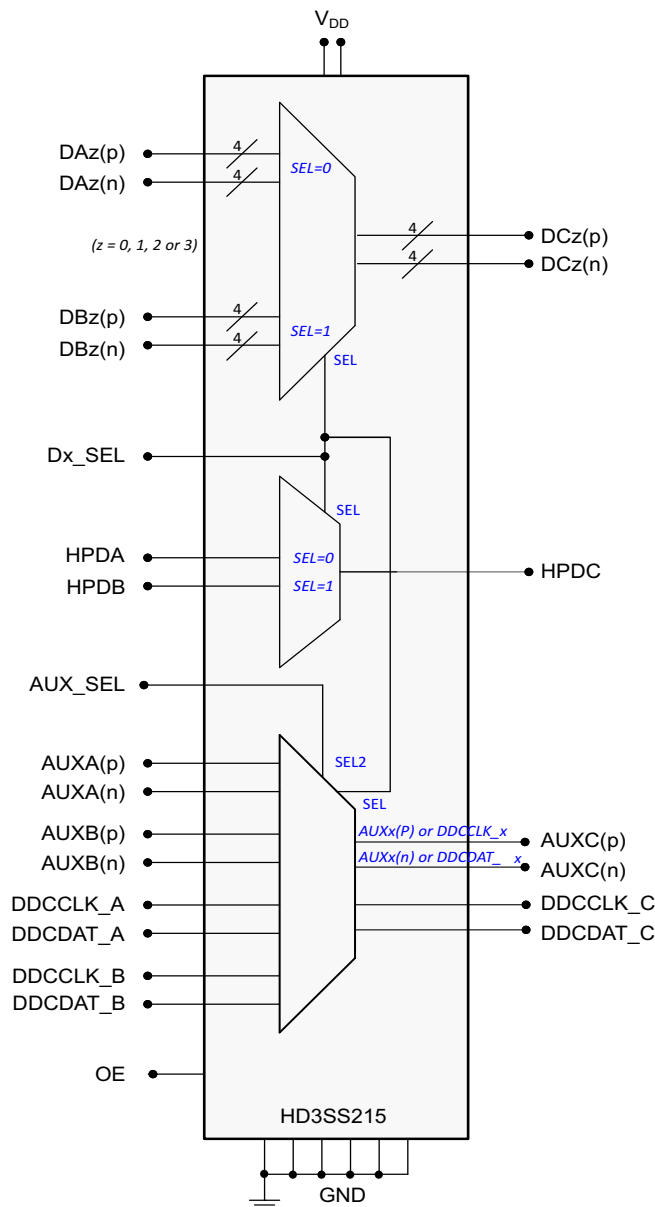 VDD
DAz(p)
4
SEL=0
DAz(n)
4
(z = 0, 1, 2 or 3)
4
DCz(p)
4
DCz(n)
DBz(p)
4
SEL=1
DBz(n)
4
SEL
Dx_SEL
SEL
HPDA
SEL=0
HPDB
SEL=1
HPDC
AUX_SEL
AUXA(p)
SEL2
AUXA(n)
SEL
AUXB(p)
AUXx(P) or DDCCLK_x
AUXC(p)
AUXB(n)
AUXx(n) or DDCDAT_ x
AUXC(n)
DDCCLK_A
DDCCLK_C
DDCDAT_A
DDCDAT_C
DDCCLK_B
DDCDAT_B
OE
HD3SS215
GND